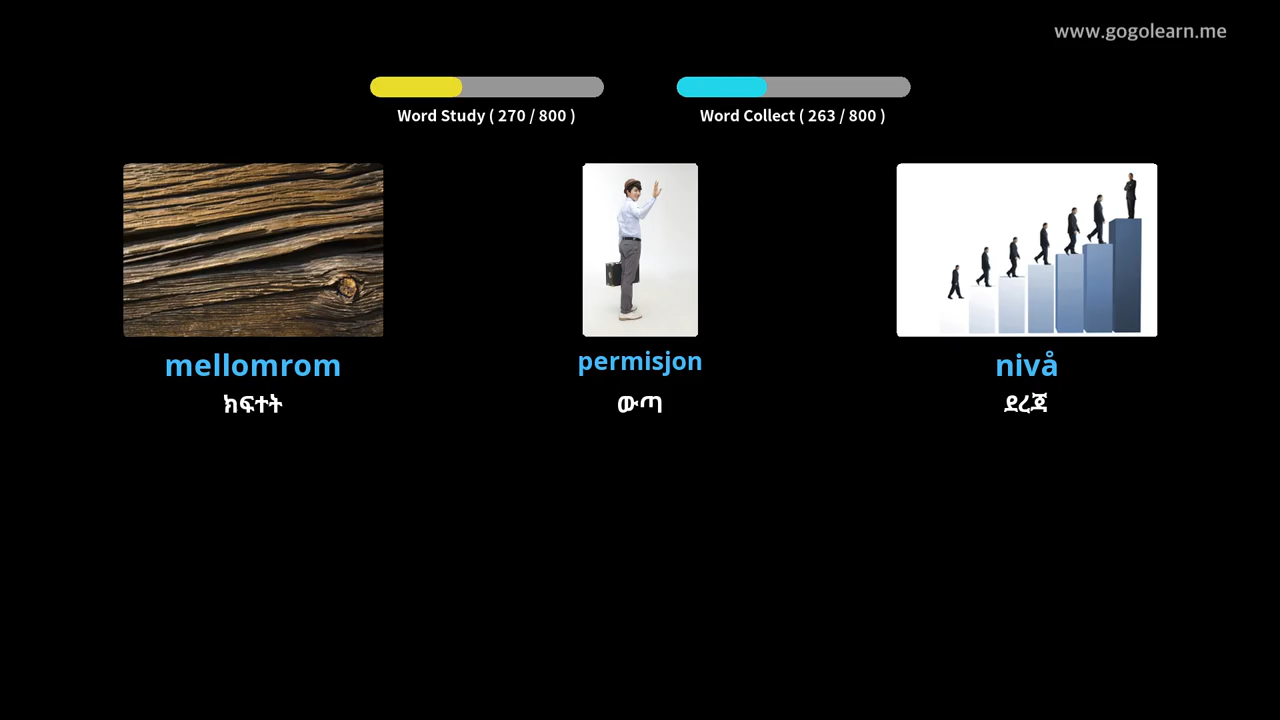 www.gogolearn.me
Word Study ( 270 / 800 )
Word Collect ( 263 / 800 )
mellomrom
permisjon
nivå
ክፍተት
ውጣ
ደረጃ